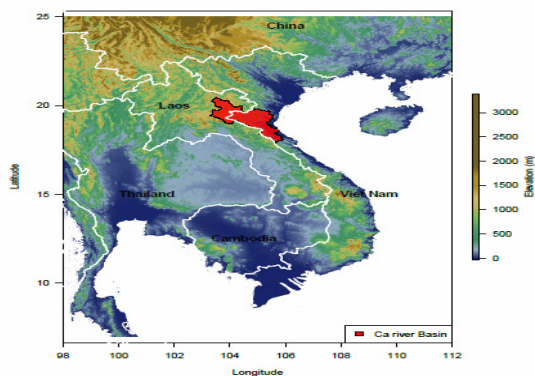 25
20
15
10
Latitude
China
Laos
Thailand
Viet Nam
Cambodia
3000
2500
2000
1500
1000
500
0
Elevation (m)
Ca river Basin
98 100 102 104 106 108 110 112
Longitude